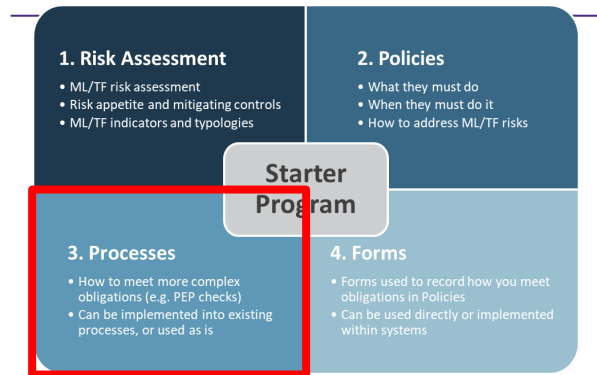 1. Risk Assessment
• ML/TF risk assessment
• Risk appetite and mitigating controls
• ML/TF indicators and typologies
2. Policies
• What they must do
• When they must do it
• How to address ML/TF risks
Starter
Program
3. Processes
• How to meet more complex
obligations (e.g. PEP checks)
• Can be implemented into existing
processes, or used as is
4. Forms
• Forms used to record how you meet
obligations in Policies
• Can be used directly or implemented
within systems